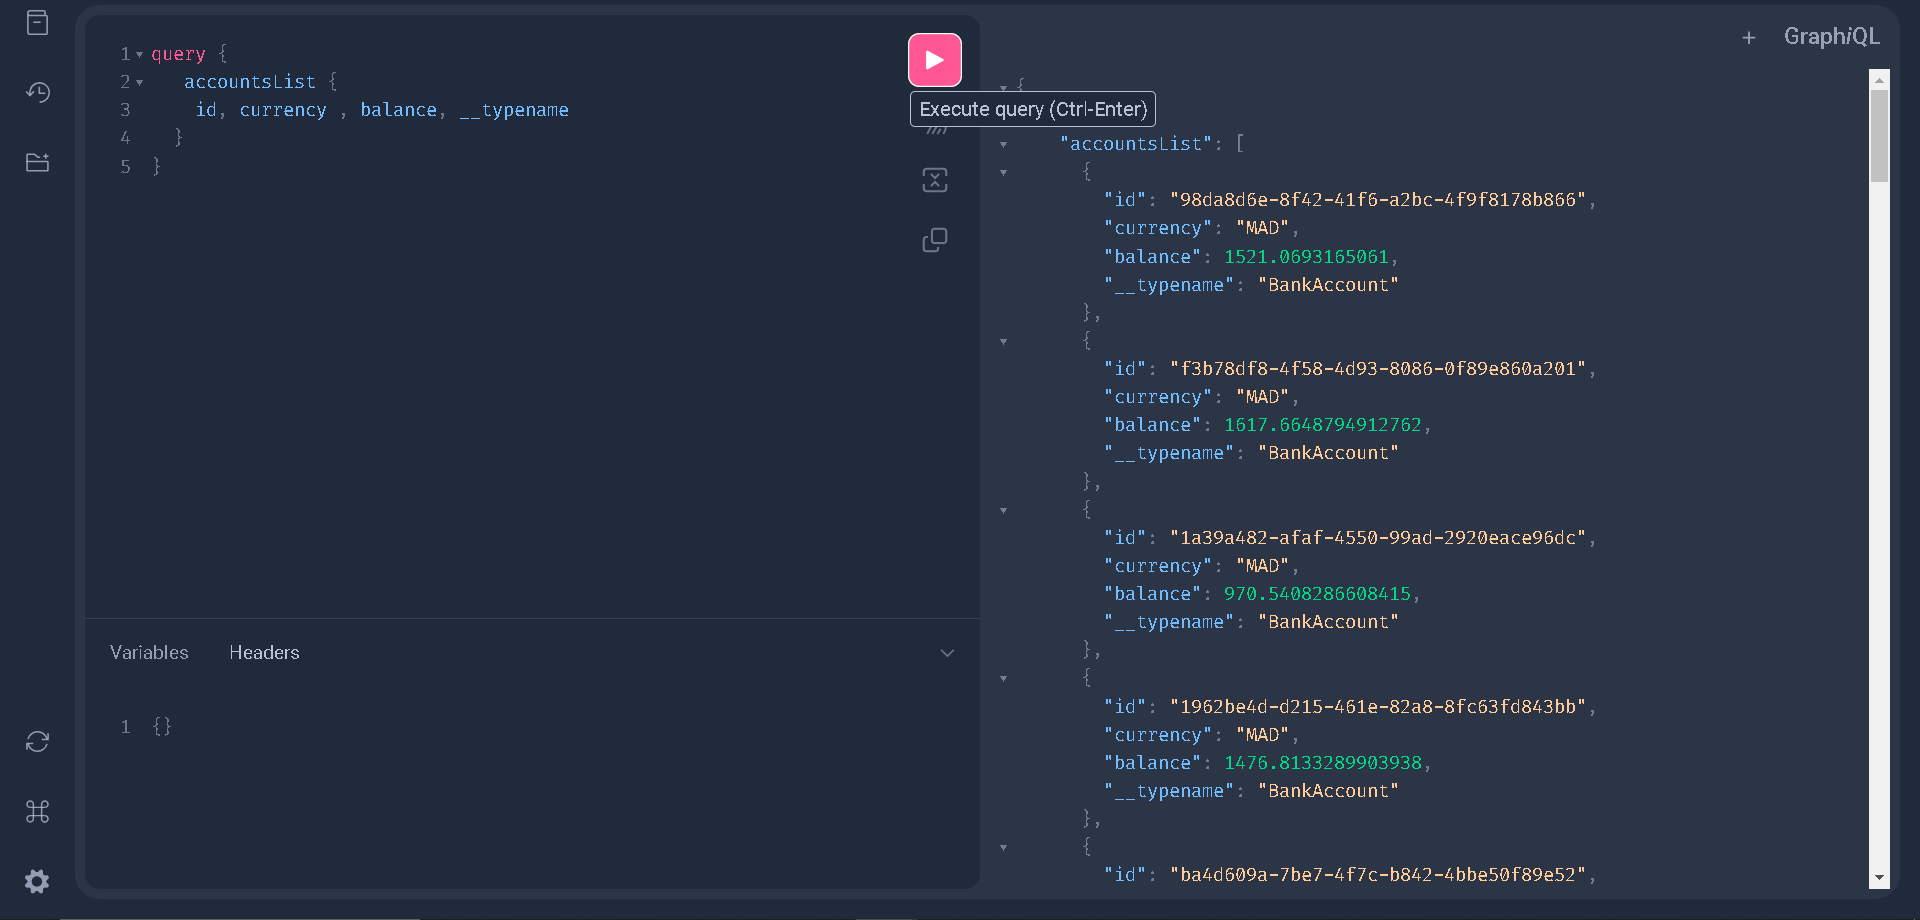 1 query {
2 accountsList {
3 id, currency , balance, __typename
4 }
5 }
Execute query (Ctrl-Enter)
Variables Headers
1 {}
+ GraphiQL
{
"accountsList": [
{
"id": "98da8d6e-8f42-41f6-a2bc-4f9f8178b866",
"currency": "MAD",
"balance": 1521.0693165061,
"__typename": "BankAccount"
},
{
"id": "f3b78df8-4f58-4d93-8086-0f89e860a201",
"currency": "MAD",
"balance": 1617.6648794912762,
"__typename": "BankAccount"
},
{
"id": "1a39a482-afaf-4550-99ad-2920eace96dc",
"currency": "MAD",
"balance": 970.5408286608415,
"__typename": "BankAccount"
},
{
"id": "1962be4d-d215-461e-82a8-8fc63fd843bb",
"currency": "MAD",
"balance": 1476.8133289903938,
"__typename": "BankAccount"
},
{
"id": "ba4d609a-7be7-4f7c-b842-4bbe50f89e52",